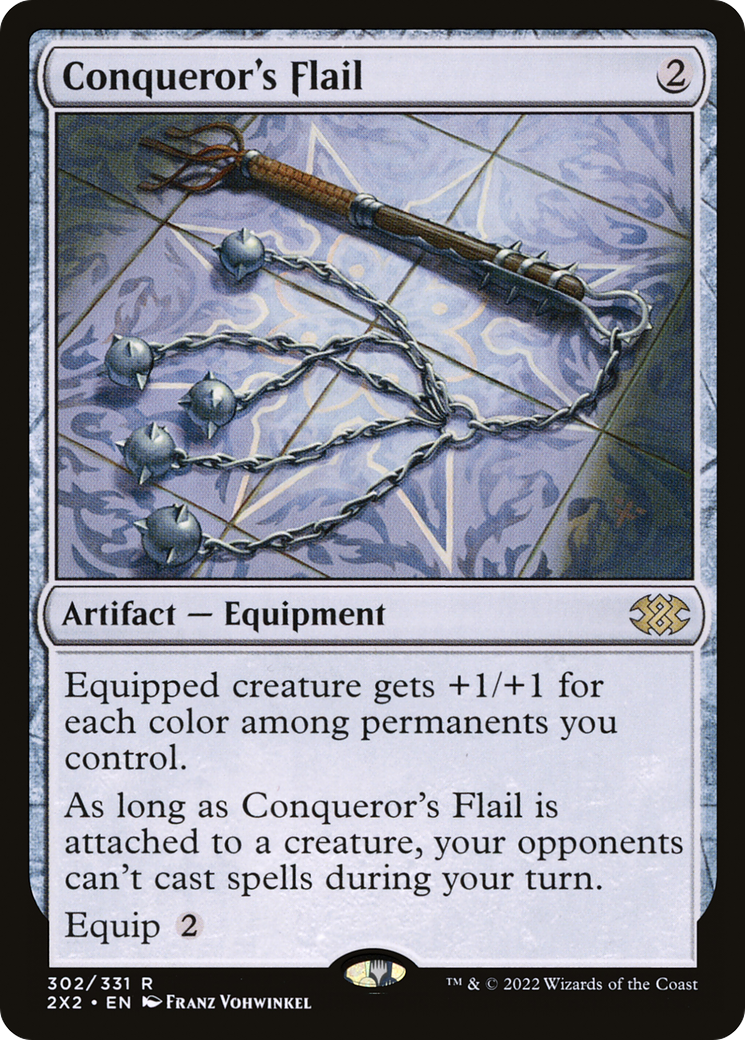 Conqueror's Flail 2
Artifact — Equipment
Equipped creature gets +1/+1 for
each color among permanents you
control.
As long as Conqueror's Flail is
attached to a creature, your opponents
can't cast spells during your turn.
Equip 2
302/331 R
2X2 • EN Franz Vohwinkel
™ & © 2022 Wizards of the Coast